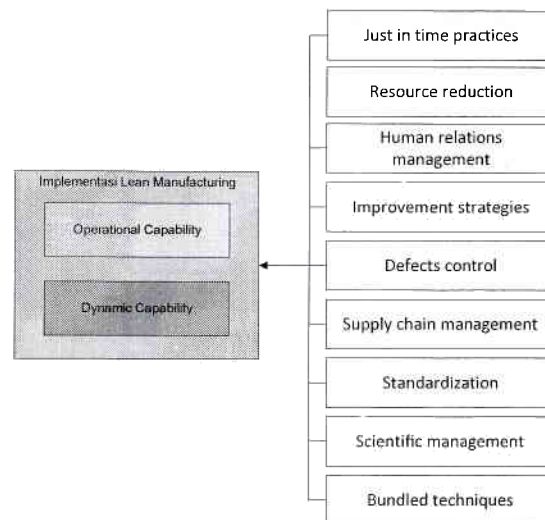 Implementasi Lean Manufacturing
Operational Capability
Dynamic Capability
Just in time practices
Resource reduction
Human relations
management
Improvement strategies
Defects control
Supply chain management
Standardization
Scientific management
Bundled techniques